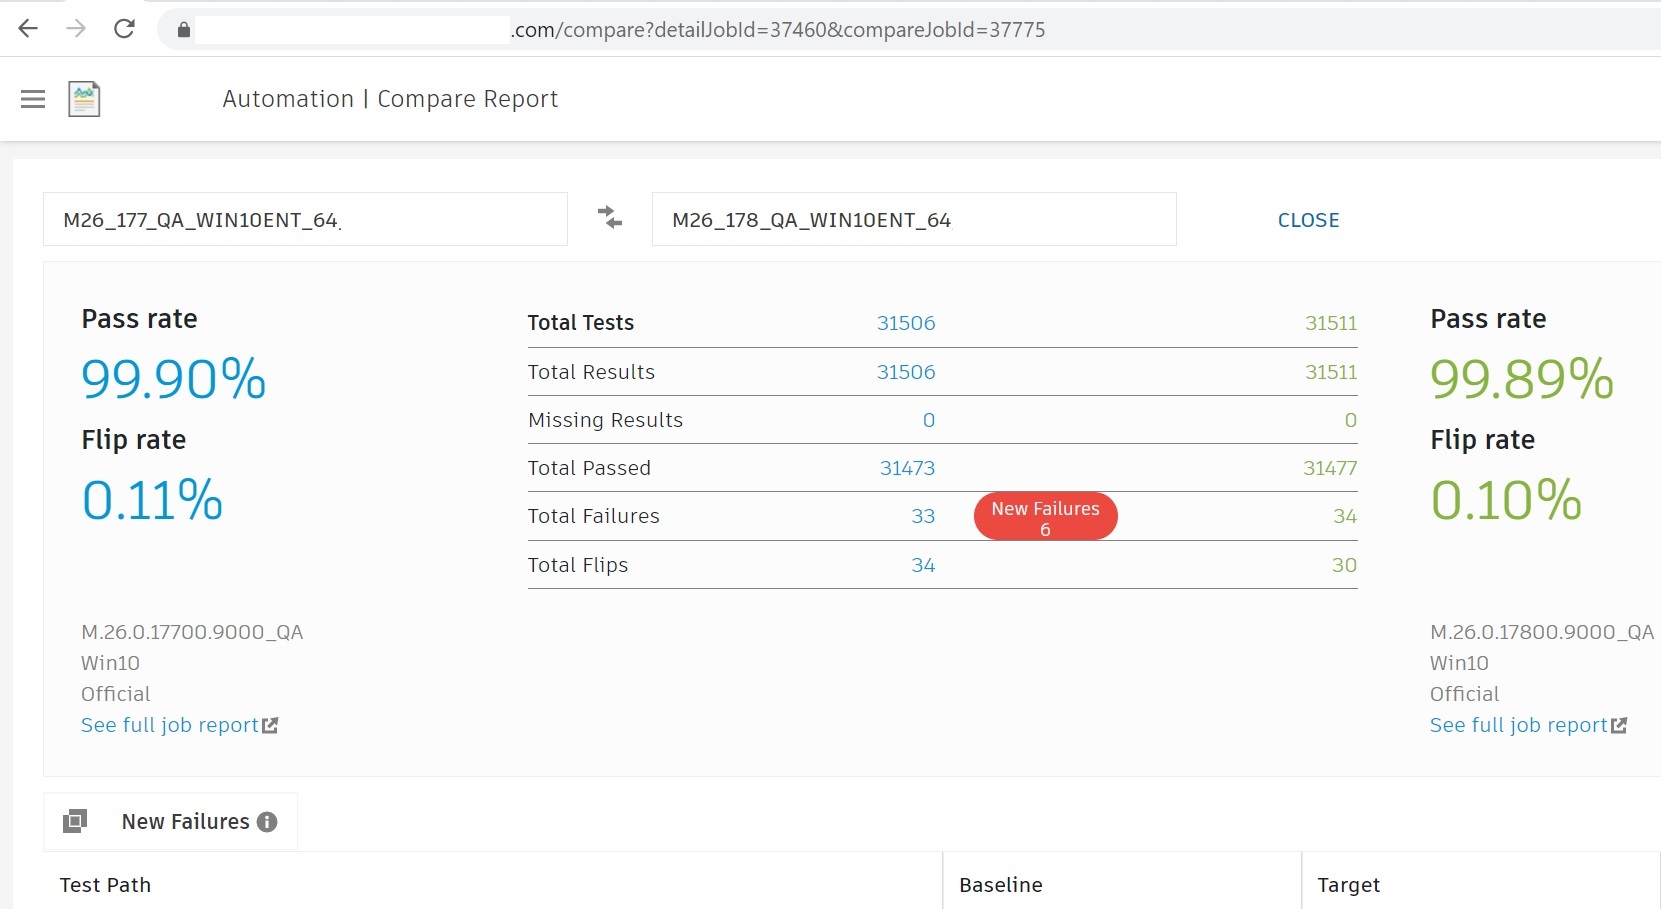 .com/compare?detailJobId=37460&compareJobId=37775
Automation | Compare Report
M26_177_QA_WIN10ENT_64_
M26_178_QA_WIN10ENT_64
CLOSE
Pass rate
99.90%
Flip rate
0.11%
Total Tests 31506 31511
Total Results 31506 31511
Missing Results 0 0
Total Passed 31473 31477
Total Failures 33 New Failures 6 34
Total Flips 34 30
Pass rate
99.89%
Flip rate
0.10%
M.26.0.17700.9000_QA
Win10
Official
See full job report
M.26.0.17800.9000_QA
Win10
Official
See full job report
New Failures
Test Path Baseline Target